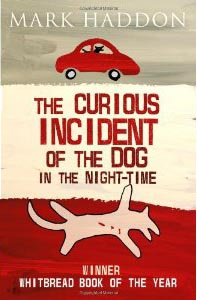 MARK HADDON
THE CURIOUS
INCIDENT
OF THE DOG
IN THE NIGHT-TIME
WINNER
WHITBREAD BOOK OF THE YEAR